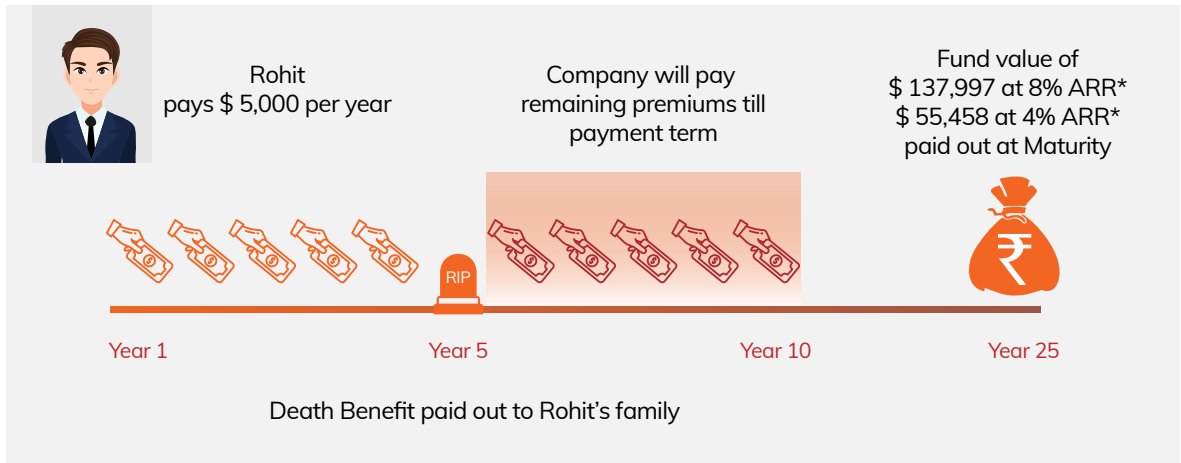 Rohit
pays $ 5,000 per year
Company will pay
remaining premiums till
payment term
Fund value of
$ 137,997 at 8% ARR*
$ 55,458 at 4% ARR*
paid out at Maturity
RIP
₹
Year 1
Year 5
Year 10
Year 25
Death Benefit paid out to Rohit's family